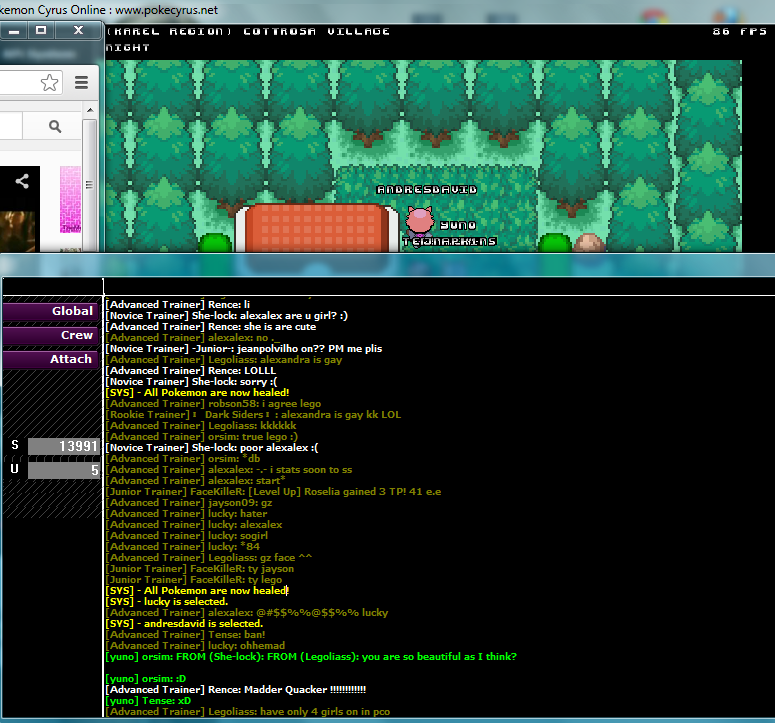 kemon Cyrus Online : www.pokecyrus.net
(KAREL REGION) COTTROSA VILLAGE
86 FPS
NIGHT
ANDRESDAVID
YUNO
Global
Crew
Attach
S 13991
U 5
[Advanced Trainer] Rence: li
[Novice Trainer] She-lock: alexalex are u girl? :)
[Advanced Trainer] Rence: she is are cute
[Advanced Trainer] alexalex: no ._
[Novice Trainer] -Junior-: jeanpolvilho on?? PM me plis
[Advanced Trainer] Legoliass: alexandra is gay
[Advanced Trainer] Rence: LOLLL
[Novice Trainer] She-lock: sorry :(
[SYS] - All Pokemon are now healed!
[Advanced Trainer] robson58: i agree lego
[Rookie Trainer] Dark Siders : alexandra is gay kk LOL
[Advanced Trainer] Legoliass: kkkkkk
[Advanced Trainer] orsim: true lego :)
[Novice Trainer] She-lock: poor alexalex :(
[Advanced Trainer] orsim: *db
[Advanced Trainer] alexalex: -.- i stats soon to ss
[Advanced Trainer] alexalex: start*
[Junior Trainer] FaceKilleR: [Level Up] Roselia gained 3 TP! 41 e.e
[Advanced Trainer] jayson09: gz
[Advanced Trainer] lucky: hater
[Advanced Trainer] lucky: alexalex
[Advanced Trainer] lucky: sogirl
[Advanced Trainer] lucky: *84
[Advanced Trainer] Legoliass: gz face ^^
[Junior Trainer] FaceKilleR: ty jayson
[Junior Trainer] FaceKilleR: ty lego
[SYS] - All Pokemon are now healed!
[SYS] - lucky is selected.
[Advanced Trainer] alexalex: @#$$%%@$$%% lucky
[SYS] - andresdavid is selected.
[Advanced Trainer] Tense: ban!
[Advanced Trainer] lucky: ohhemad
[yuno] orsim: FROM (She-lock): FROM (Legoliass): you are so beautiful as I think?
[yuno] orsim: :D
[Advanced Trainer] Rence: Madder Quacker !!!!!!!!!!!!
[yuno] Tense: xD
[Advanced Trainer] Legoliass: have only 4 girls on in pco